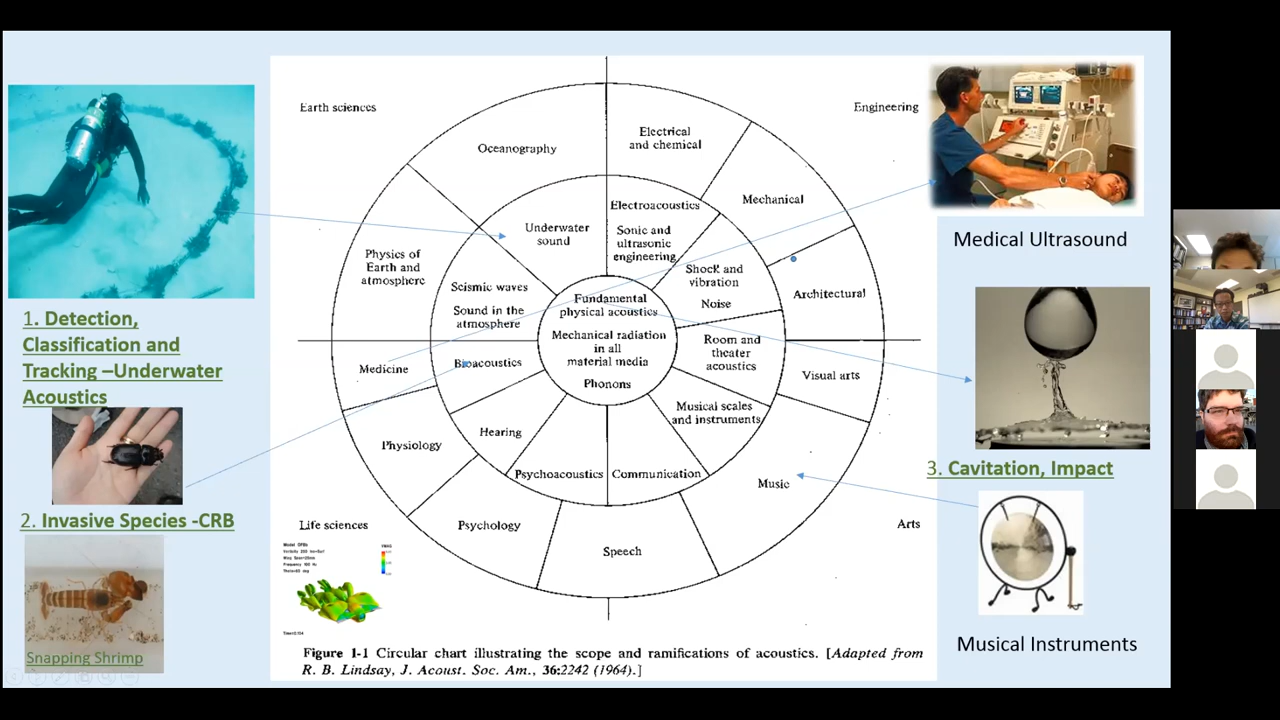 Earth sciences
Engineering
Oceanography
Electrical
and chemical
Mechanical
Underwater
sound
Electroacoustics
Sonic and
ultrasonic
engineering
Physics of
Earth and
atmosphere
Seismic waves
Sound in the
atmosphere
Fundamental
physical acoustics
Mechanical radiation
in all
material media
Phonons
Shock and
vibration
Noise
Architectural
Medicine
Bioacoustics
Room and
theater
acoustics
Visual arts
Physiology
Hearing
Psychoacoustics
Communication
Musical scales
and instruments
Music
Life sciences
Psychology
Speech
Arts
1. Detection,
Classification and
Tracking –Underwater
Acoustics
2. Invasive Species -CRB
Snapping Shrimp
Medical Ultrasound
3. Cavitation, Impact
Musical Instruments
Figure 1-1 Circular chart illustrating the scope and ramifications of acoustics. [Adapted from
R. B. Lindsay, J. Acoust. Soc. Am., 36:2242 (1964).]